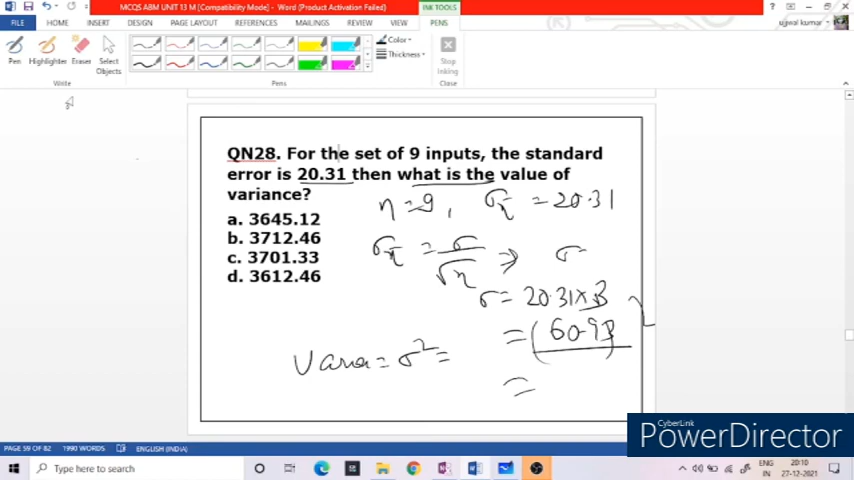 MCQS ABM UNIT 13 M [Compatibility Mode] - Word (Product Activation Failed)
INK TOOLS
FILE HOME INSERT DESIGN PAGE LAYOUT REFERENCES MAILINGS REVIEW VIEW PENS
ujjwal kumar
Pen Highlighter Eraser Select Objects
Color
Thickness
Stop Inking
Write Pens Close
QN28. For the set of 9 inputs, the standard
error is 20.31 then what is the value of
variance?
a. 3645.12
b. 3712.46
c. 3701.33
d. 3612.46
n = 9, σx̄ = 20.31
σx̄ = σ/√n ⇒ σ =
σ = 20.31 × 3
= (60.93)²
Varia = σ² =
=
CyberLink
PowerDirector
PAGE 59 OF 82 1990 WORDS ENGLISH (INDIA)
Type here to search
ENG
IN
20:10
27-12-2021